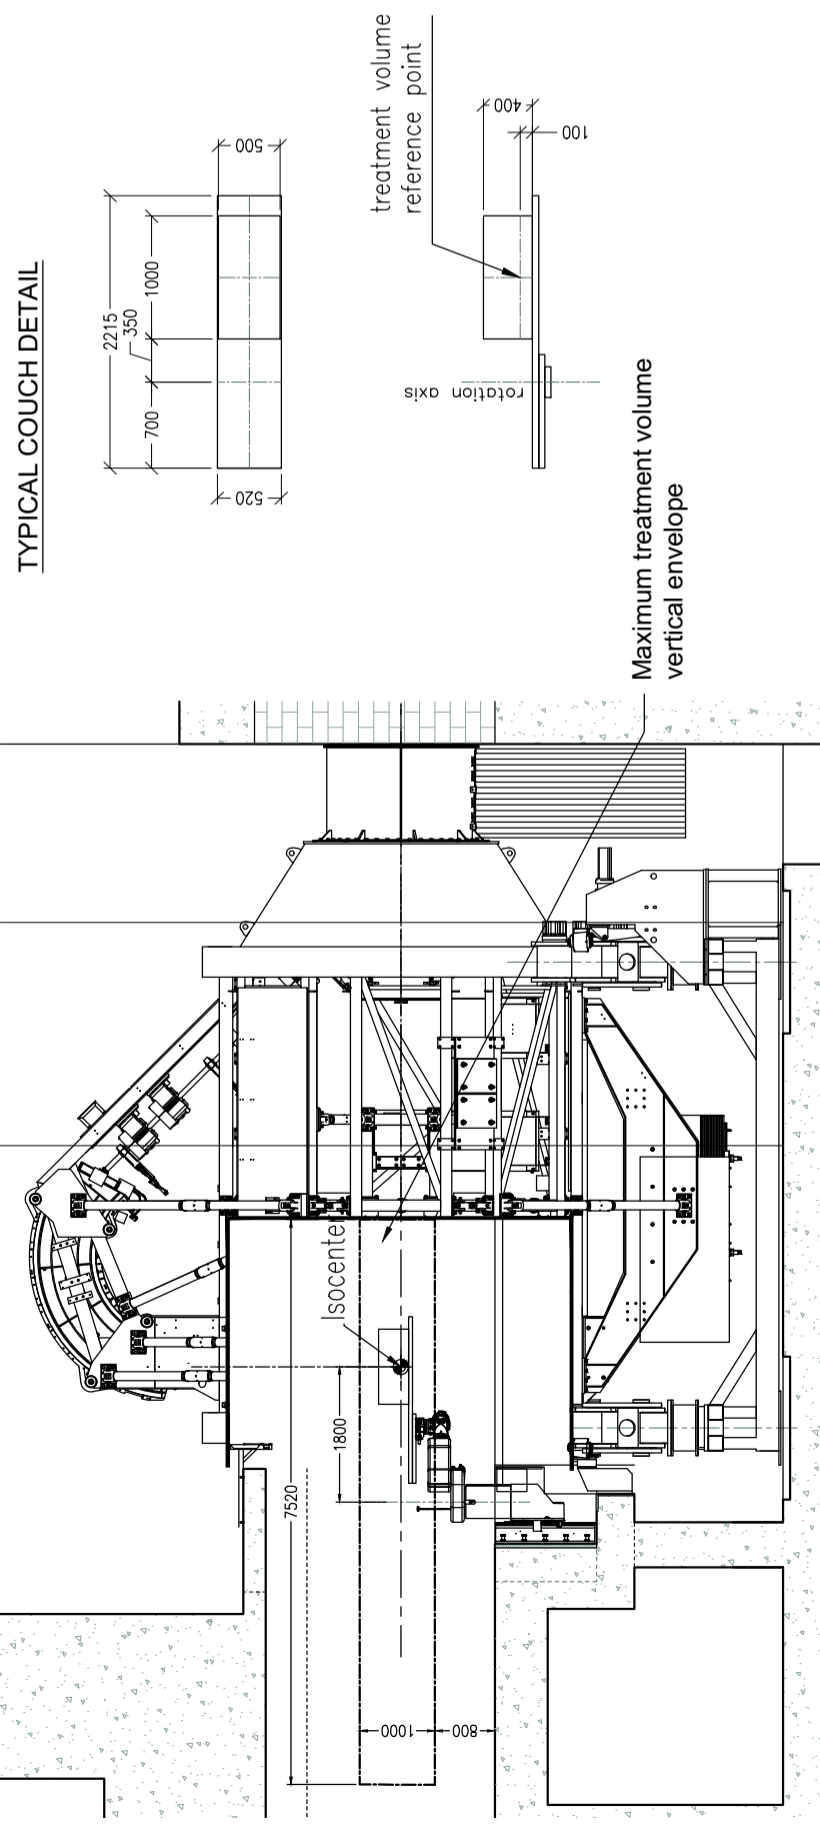 TYPICAL COUCH DETAIL
2215
700
350
1000
520
500
treatment volume
reference point
400
100
rotation axis
Maximum treatment volume
vertical envelope
Isocenter
1800
7520
1000
800